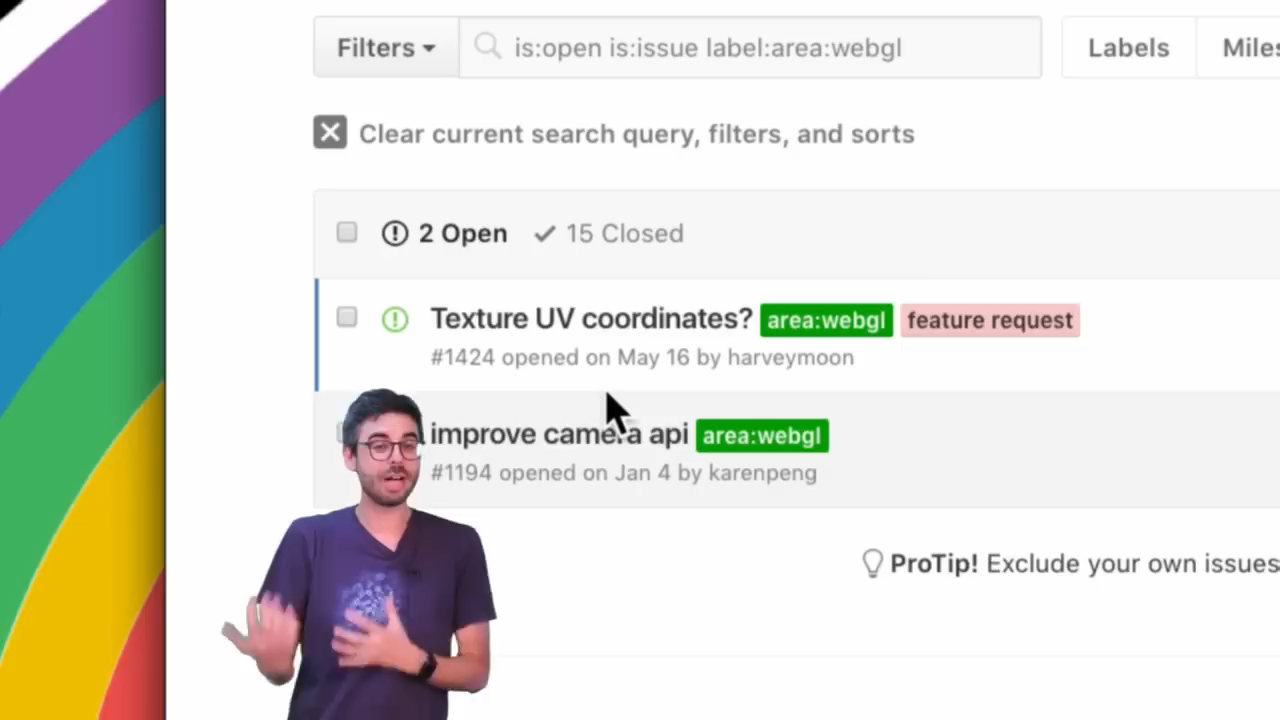 Filters
is:open is:issue label:area:webgl
Labels
Clear current search query, filters, and sorts
2 Open 15 Closed
Texture UV coordinates? area:webgl feature request
#1424 opened on May 16 by harveymoon
improve camera api area:webgl
#1194 opened on Jan 4 by karenpeng
ProTip! Exclude your own issues